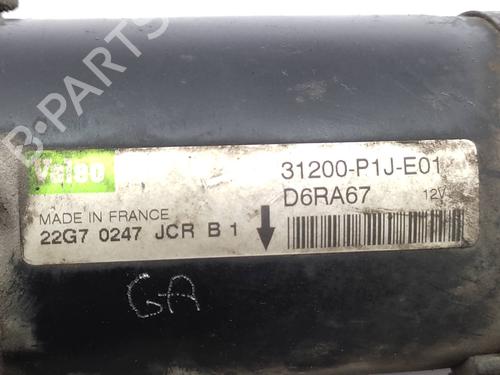 B-PARTS
Valeo
31200-P1J-E01
D6RA67 12V
MADE IN FRANCE
22G7 0247 JCR B 1
GA